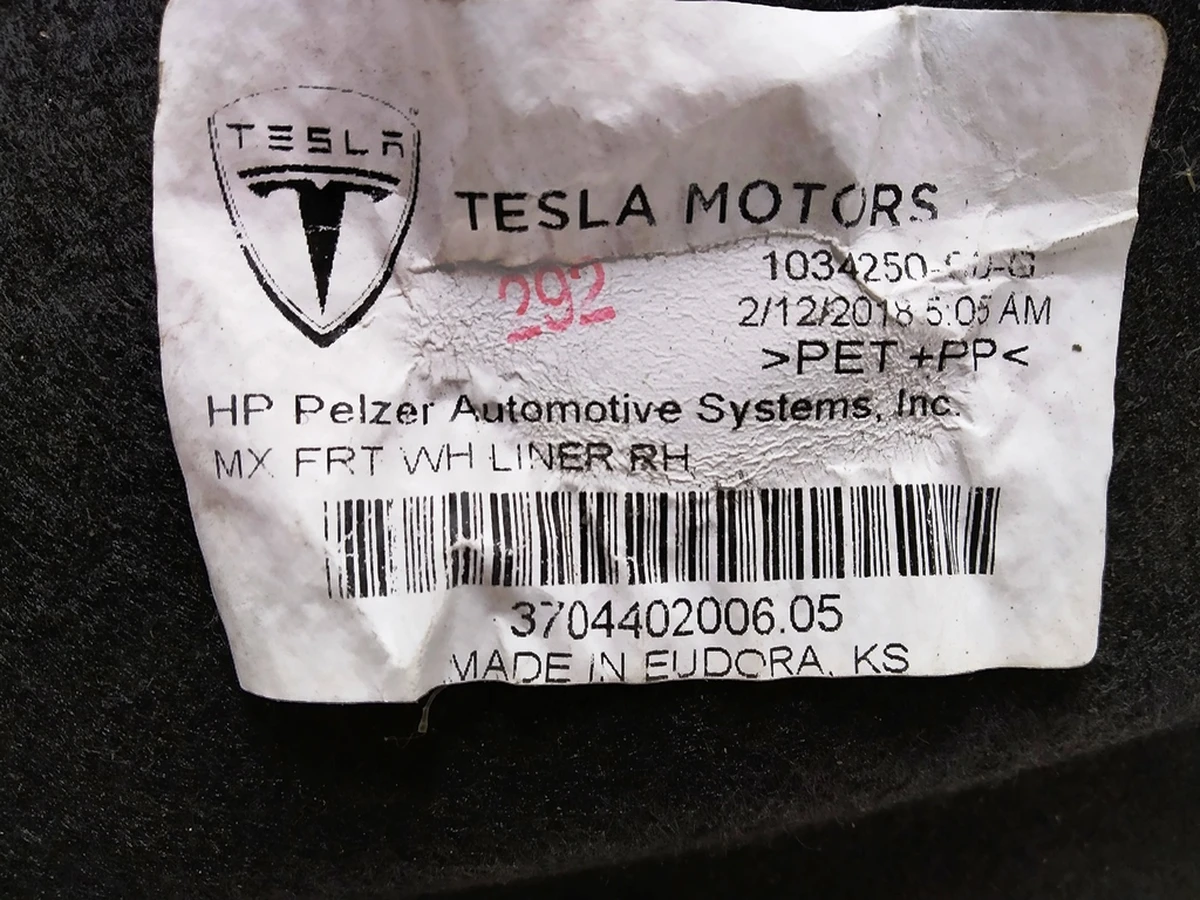 TESLA
TESLA MOTORS
292
2/12/2018 5:05 AM
>PET +PP<
HP Pelzer Automotive Systems, Inc.
MX FRT WH LINER RH
3704402006.05
MADE IN EUDORA, KS